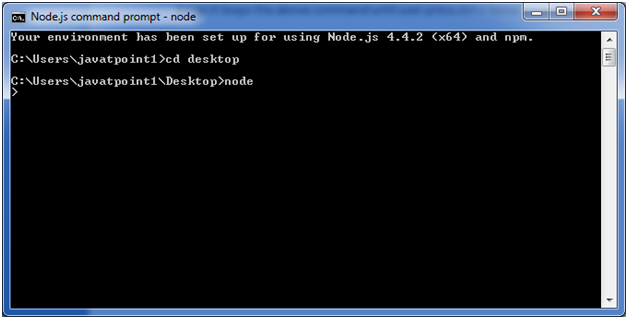 Node.js command prompt - node
Your environment has been set up for using Node.js 4.4.2 (x64) and npm.
C:\Users\javatpoint1>cd desktop
C:\Users\javatpoint1\Desktop>node
>